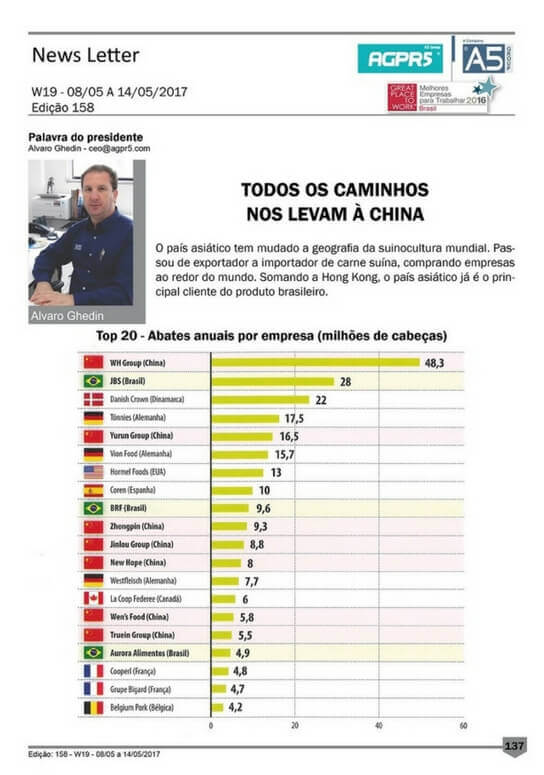 News Letter
W19 - 08/05 A 14/05/2017
Edição 158
AGPR5
A5
GREAT
PLACE
TO
WORK
Melhores
Empresas
para Trabalhar 2016
Brasil
Palavra do presidente
Alvaro Ghedin - ceo@agpr5.com
Alvaro Ghedin
TODOS OS CAMINHOS
NOS LEVAM À CHINA
O país asiático tem mudado a geografia da suinocultura mundial. Pas-
sou de exportador a importador de carne suína, comprando empresas
ao redor do mundo. Somando a Hong Kong, o país asiático já é o prin-
cipal cliente do produto brasileiro.
Top 20 - Abates anuais por empresa (milhões de cabeças)
WH Group (China) 48,3
JBS (Brasil) 28
Danish Crown (Dinamarca) 22
Tönnies (Alemanha) 17,5
Yurun Group (China) 16,5
Vion Food (Alemanha) 15,7
Hormel Foods (EUA) 13
Coren (Espanha) 10
BRF (Brasil) 9,6
Zhongpin (China) 9,3
Jinlou Group (China) 8,8
New Hope (China) 8
Westfleisch (Alemanha) 7,7
La Coop Federee (Canadá) 6
Wen's Food (China) 5,8
Truein Group (China) 5,5
Aurora Alimentos (Brasil) 4,9
Cooperl (França) 4,8
Grupe Bigard (França) 4,7
Belgium Pork (Bélgica) 4,2
0 20 40 60
137
Edição: 158 - W19 - 08/05 a 14/05/2017